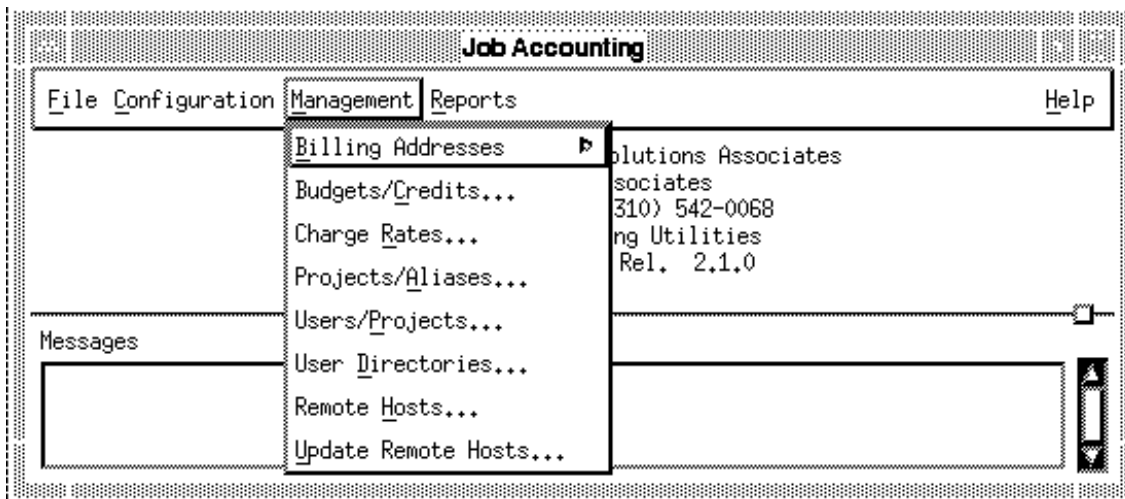 Job Accounting
File Configuration Management Reports Help
Billing Addresses
Budgets/Credits...
Charge Rates...
Projects/Aliases...
Users/Projects...
User Directories...
Remote Hosts...
Update Remote Hosts...
olutions Associates
sociates
310) 542-0068
ng Utilities
Rel. 2.1.0
Messages